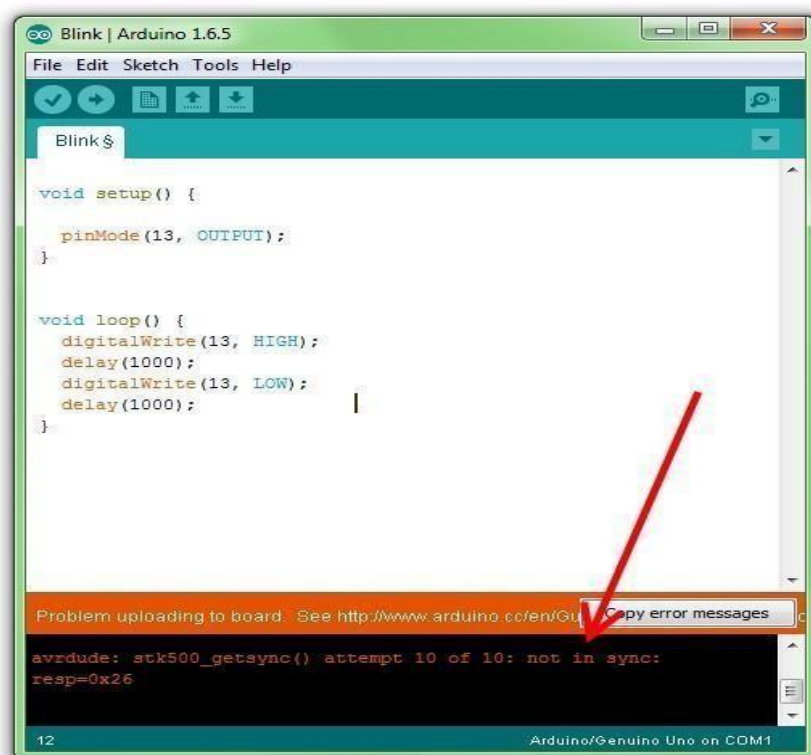 Blink | Arduino 1.6.5
File Edit Sketch Tools Help
Blink §
void setup() {
pinMode(13, OUTPUT);
}
void loop() {
digitalWrite(13, HIGH);
delay(1000);
digitalWrite(13, LOW);
delay(1000);
}
Problem uploading to board. See http://www.arduino.cc/en/Gu
Copy error messages
avrdude: stk500_getsync() attempt 10 of 10: not in sync:
resp=0x26
12
Arduino/Genuino Uno on COM1